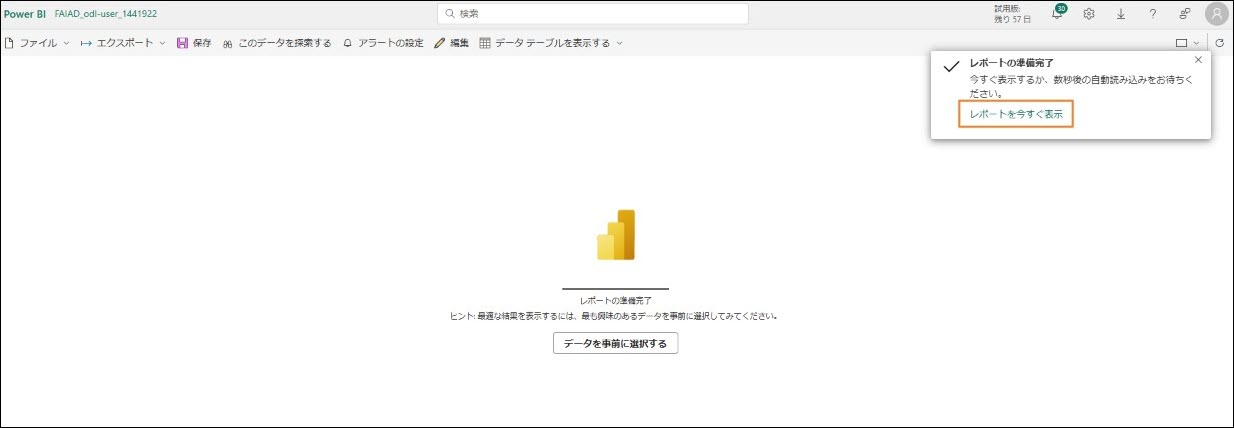 Power BI FAIAD_odl-user_1441922
検索
試用版:
残り 57 日
30
ファイル エクスポート 保存 このデータを探索する アラートの設定 編集 データ テーブルを表示する
レポートの準備完了
今すぐ表示するか、数秒後の自動読み込みをお待ちく
ださい。
レポートを今すぐ表示
レポートの準備完了
ヒント: 最適な結果を表示するには、最も興味のあるデータを事前に選択してみてください。
データを事前に選択する